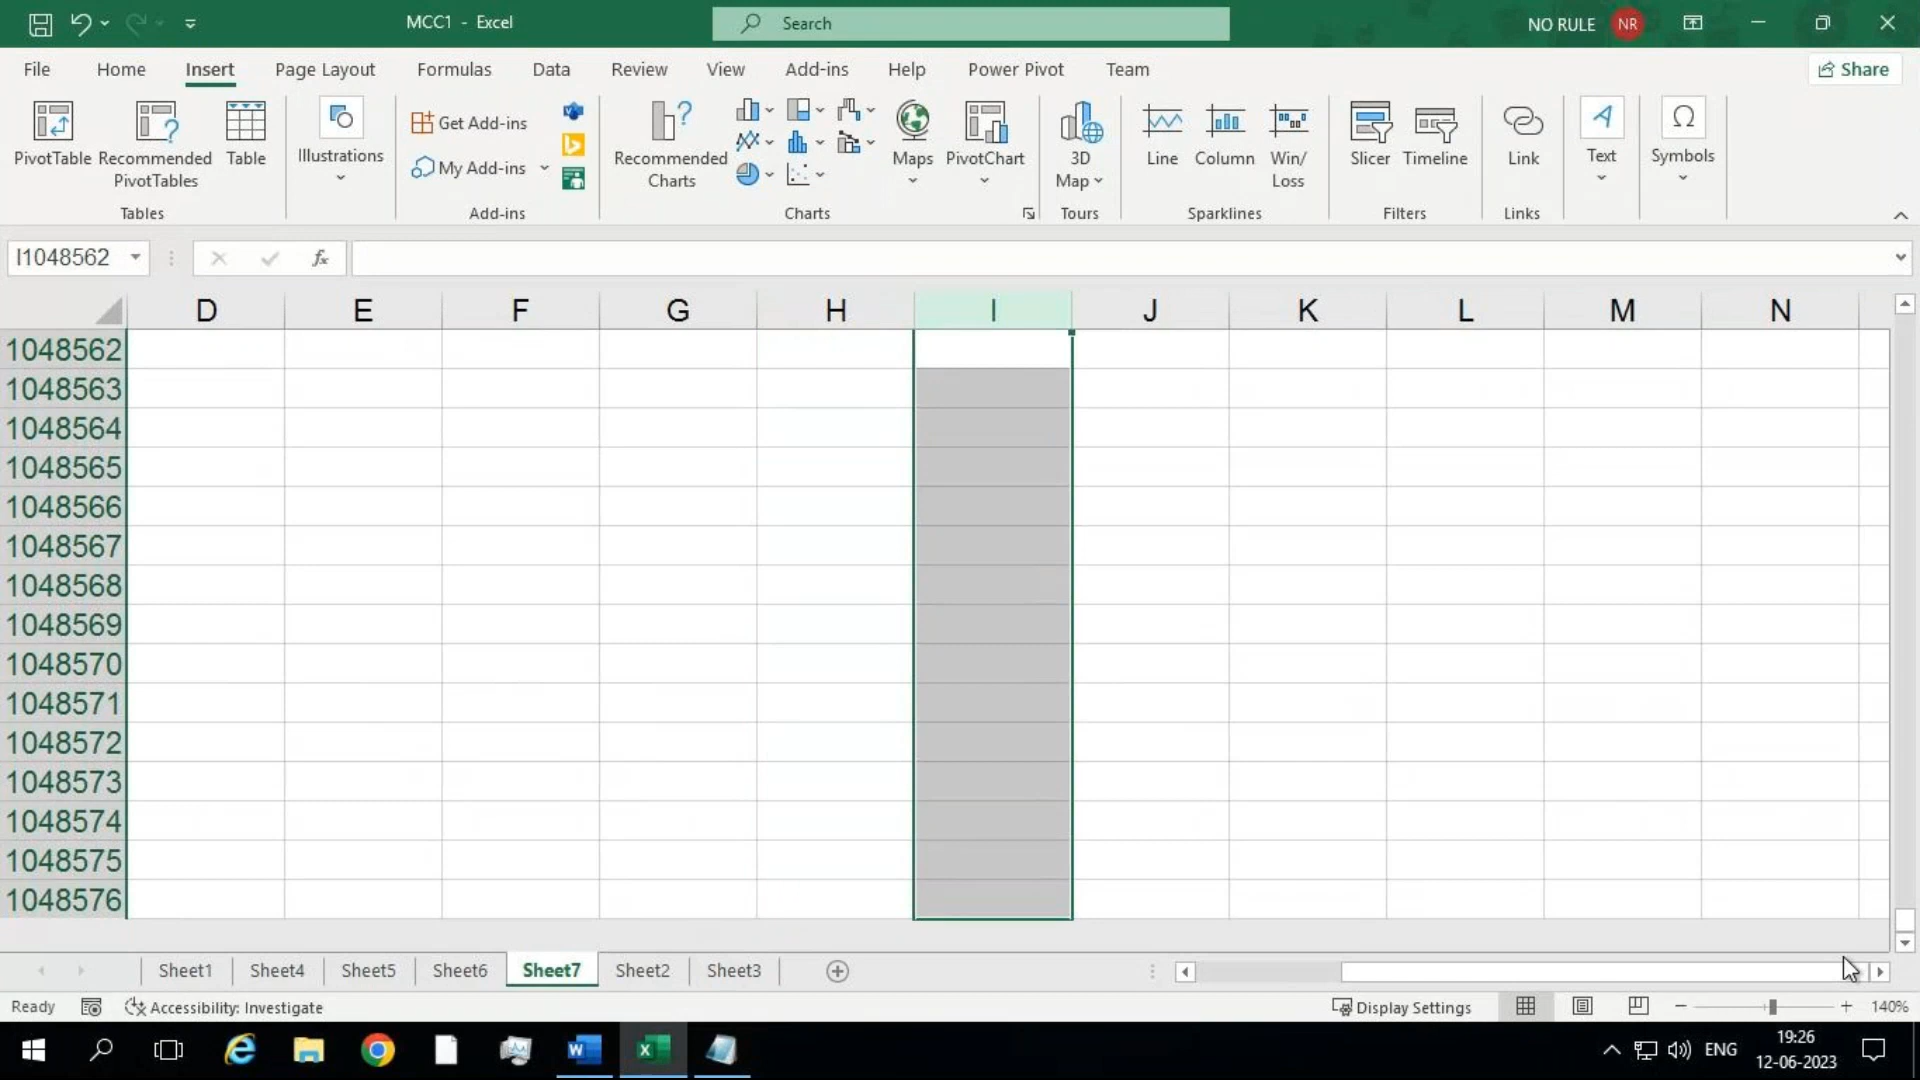 MCC1 - Excel
Search
NO RULE
NR
File
Home
Insert
Page Layout
Formulas
Data
Review
View
Add-ins
Help
Power Pivot
Team
Share
PivotTable
Recommended
PivotTables
Table
Illustrations
Get Add-ins
My Add-ins
Recommended
Charts
Maps
PivotChart
3D
Map
Line
Column
Win/
Loss
Slicer
Timeline
Link
Text
Symbols
Tables
Add-ins
Charts
Tours
Sparklines
Filters
Links
I1048562
fx
D E F G H I J K L M N
1048562
1048563
1048564
1048565
1048566
1048567
1048568
1048569
1048570
1048571
1048572
1048573
1048574
1048575
1048576
Sheet1
Sheet4
Sheet5
Sheet6
Sheet7
Sheet2
Sheet3
Ready
Accessibility: Investigate
Display Settings
140%
ENG
19:26
12-06-2023